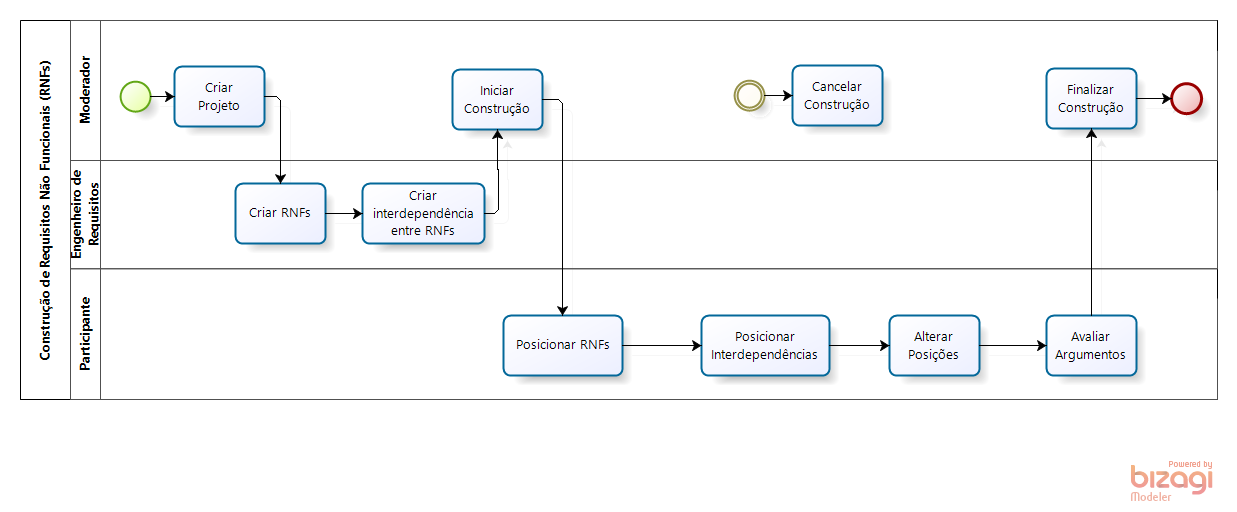 Construção de Requisitos Não Funcionais (RNFs)
Moderador
Criar
Projeto
Iniciar
Construção
Cancelar
Construção
Finalizar
Construção
Engenheiro de
Requisitos
Criar RNFs
Criar
interdependência
entre RNFs
Participante
Posicionar RNFs
Posicionar
Interdependências
Alterar
Posições
Avaliar
Argumentos
Powered by
bizagi
Modeler